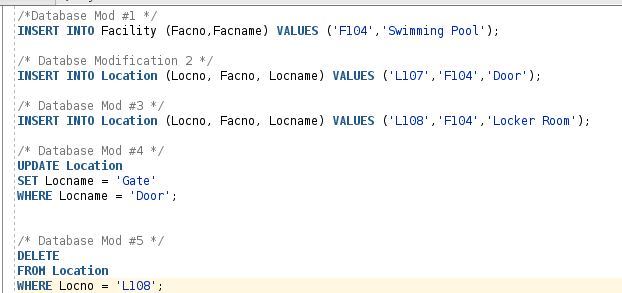 /*Database Mod #1 */
INSERT INTO Facility (Facno,Facname) VALUES ('F104','Swimming Pool');
/* Databse Modification 2 */
INSERT INTO Location (Locno, Facno, Locname) VALUES ('L107','F104','Door');
/* Database Mod #3 */
INSERT INTO Location (Locno, Facno, Locname) VALUES ('L108','F104','Locker Room');
/* Database Mod #4 */
UPDATE Location
SET Locname = 'Gate'
WHERE Locname = 'Door';
/* Database Mod #5 */
DELETE
FROM Location
WHERE Locno = 'L108';